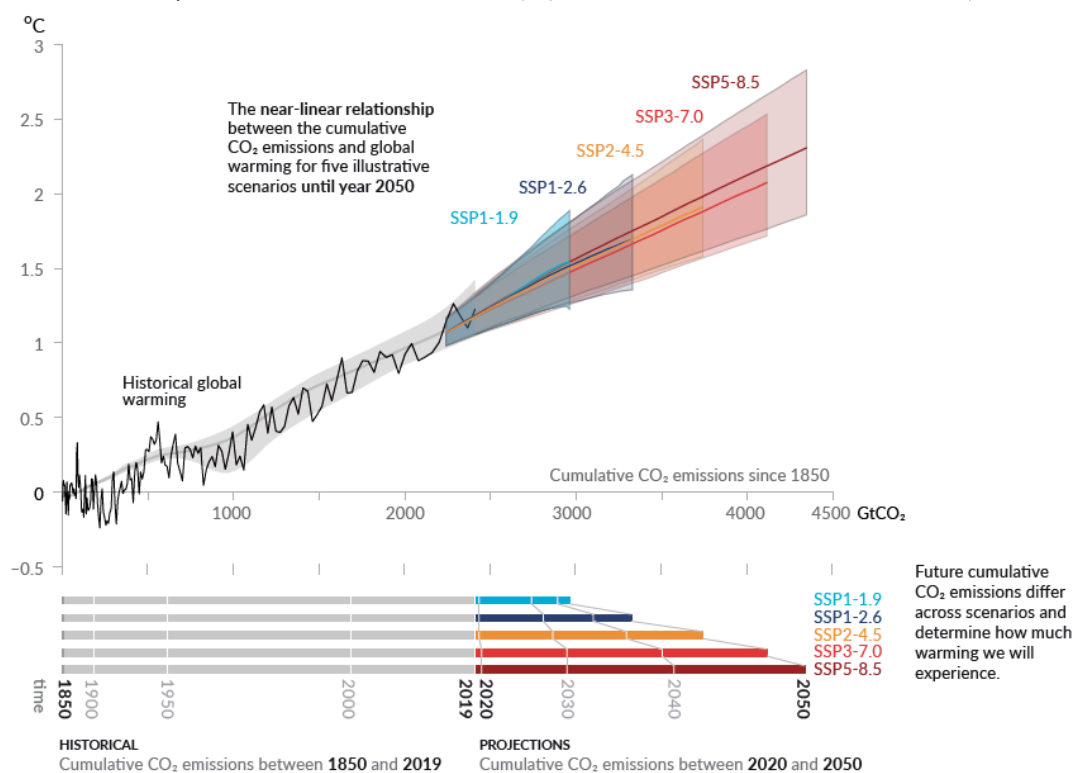 °C
3
2.5
2
1.5
1
0.5
0
−0.5
The near-linear relationship
between the cumulative
CO₂ emissions and global
warming for five illustrative
scenarios until year 2050
SSP5-8.5
SSP3-7.0
SSP2-4.5
SSP1-2.6
SSP1-1.9
Historical global
warming
Cumulative CO₂ emissions since 1850
1000
2000
3000
4000
4500
GtCO₂
SSP1-1.9
SSP1-2.6
SSP2-4.5
SSP3-7.0
SSP5-8.5
Future cumulative
CO₂ emissions differ
across scenarios and
determine how much
warming we will
experience.
time
1850
1900
1950
2000
2019
2020
2030
2040
2050
HISTORICAL
Cumulative CO₂ emissions between 1850 and 2019
PROJECTIONS
Cumulative CO₂ emissions between 2020 and 2050